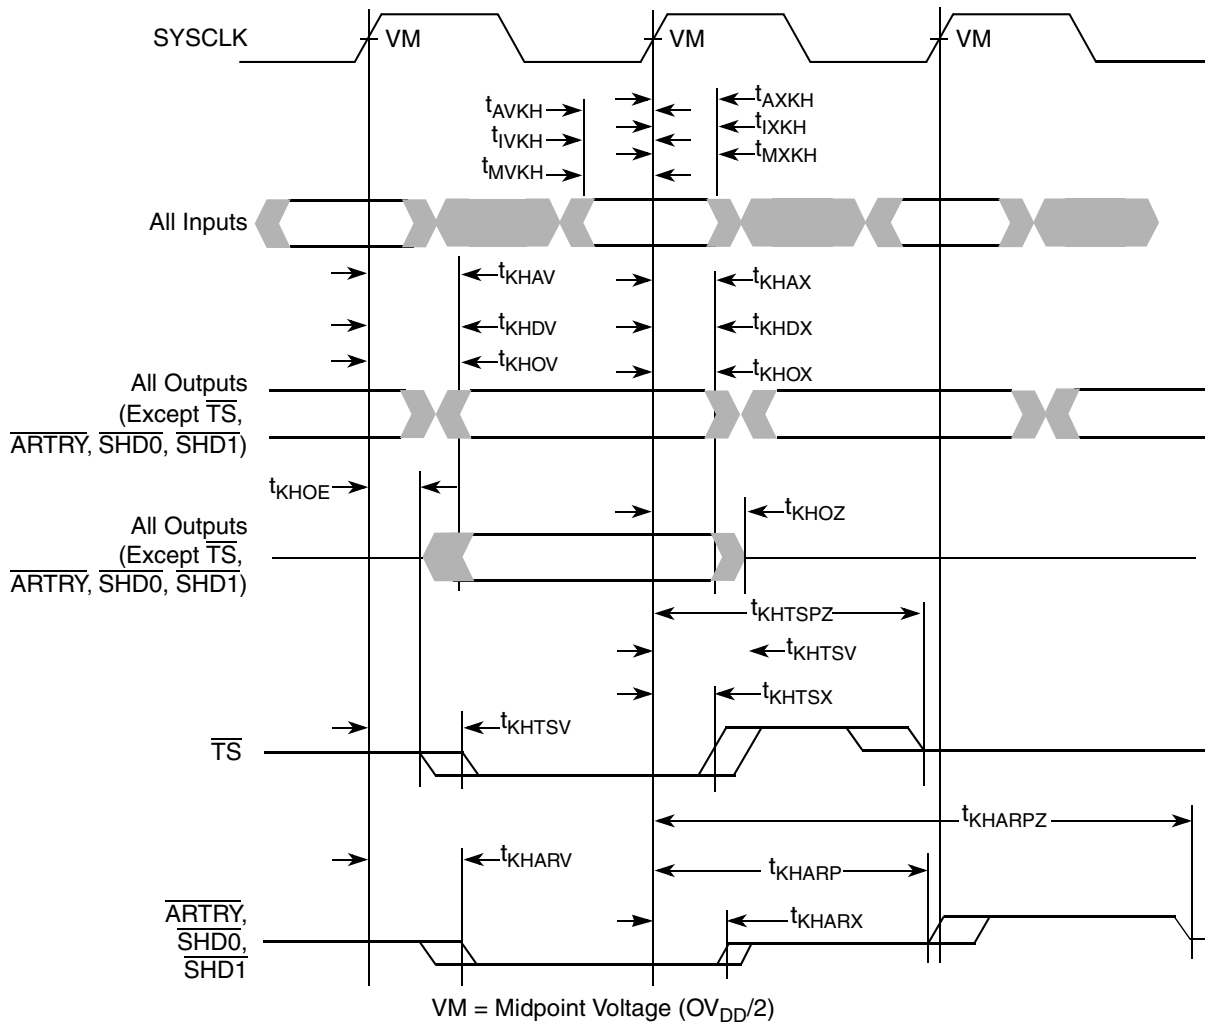 SYSCLK
VM
VM
VM
tAVKH
tAXKH
tIVKH
tIXKH
tMVKH
tMXKH
All Inputs
tKHAV
tKHAX
tKHDV
tKHDX
tKHOV
tKHOX
All Outputs
(Except TS,
ARTRY, SHD0, SHD1)
tKHOE
tKHOZ
All Outputs
(Except TS,
ARTRY, SHD0, SHD1)
tKHTSPZ
tKHTSV
tKHTSX
tKHTSV
TS
tKHARPZ
tKHARV
tKHARP
tKHARX
ARTRY,
SHD0,
SHD1
VM = Midpoint Voltage (OVDD/2)